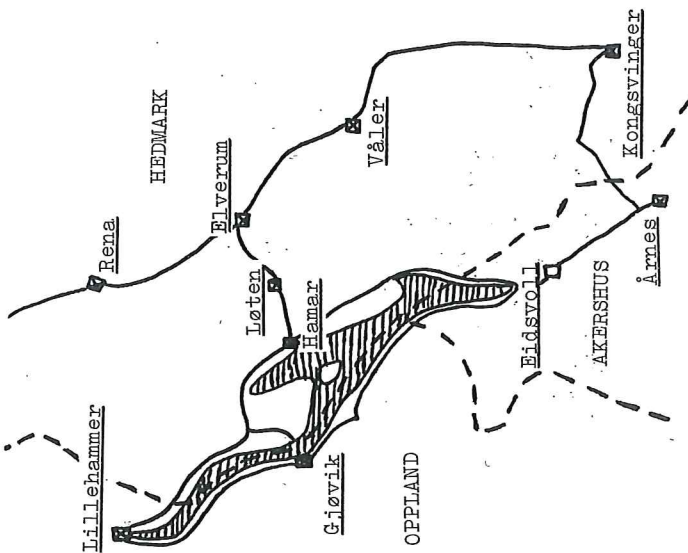 Lillehammer
Rena
HEDMARK
Elverum
Løten
Hamar
Våler
Gjøvik
OPPLAND
Eidsvoll
AKERSHUS
Årnes
Kongsvinger